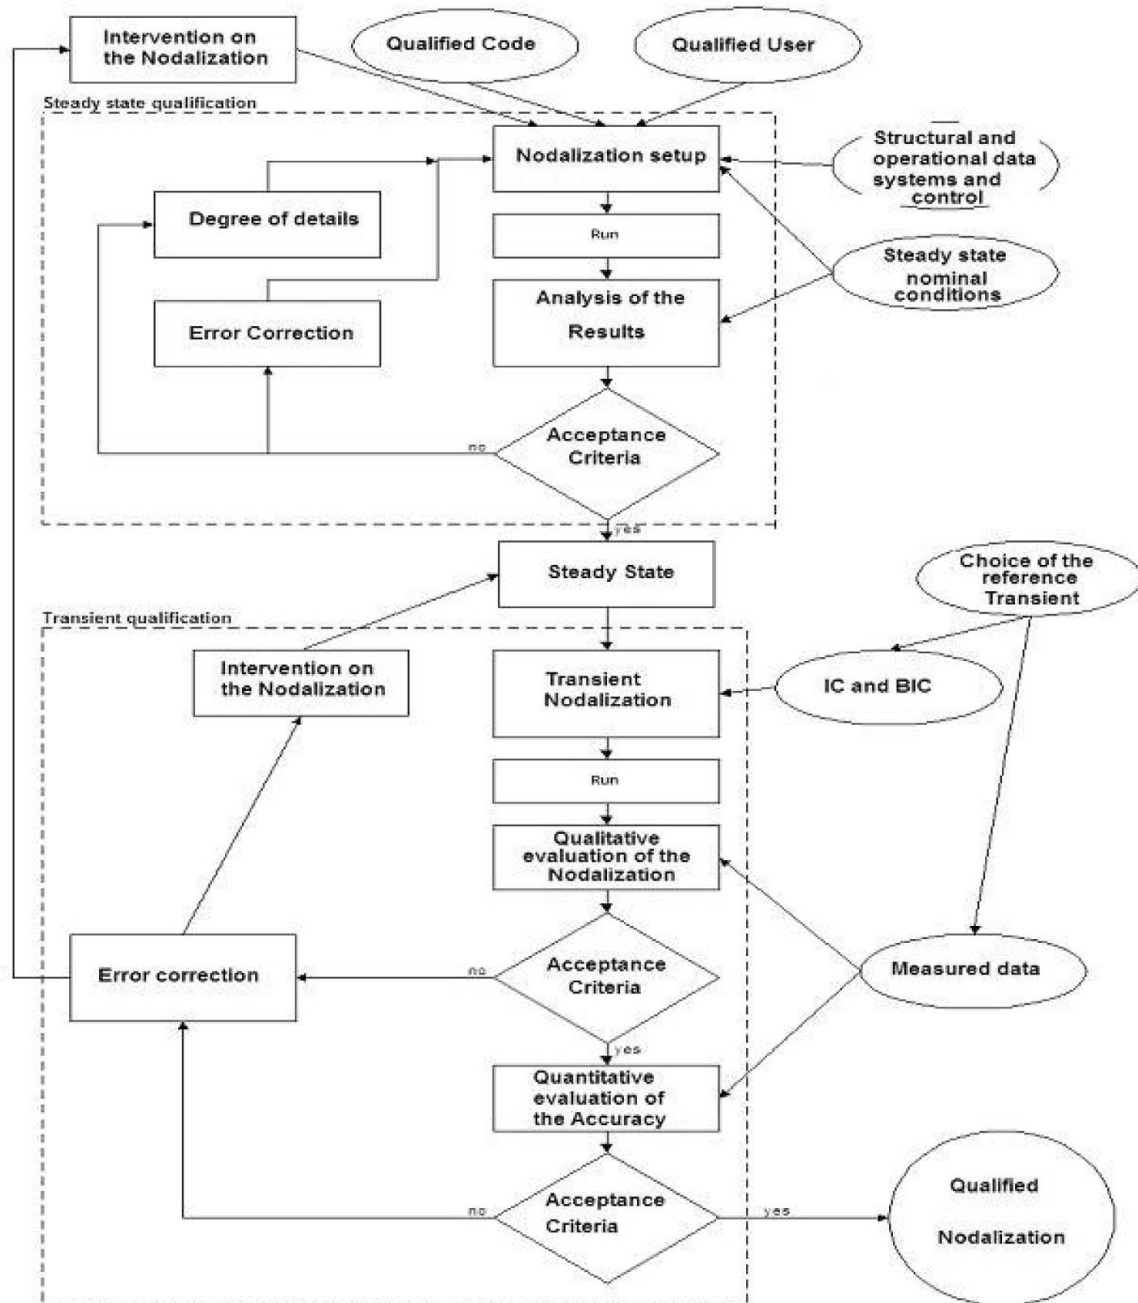 Intervention on
the Nodalization
Qualified Code
Qualified User
Steady state qualification
Nodalization setup
Structural and
operational data
systems and
control
Degree of details
Run
Steady state
nominal
conditions
Analysis of the
Results
Error Correction
Acceptance
Criteria
no
yes
Steady State
Choice of the
reference
Transient
Transient qualification
Intervention on
the Nodalization
Transient
Nodalization
IC and BIC
Run
Qualitative
evaluation of the
Nodalization
Error correction
no
Acceptance
Criteria
Measured data
yes
Quantitative
evaluation of
the Accuracy
no
Acceptance
Criteria
yes
Qualified
Nodalization